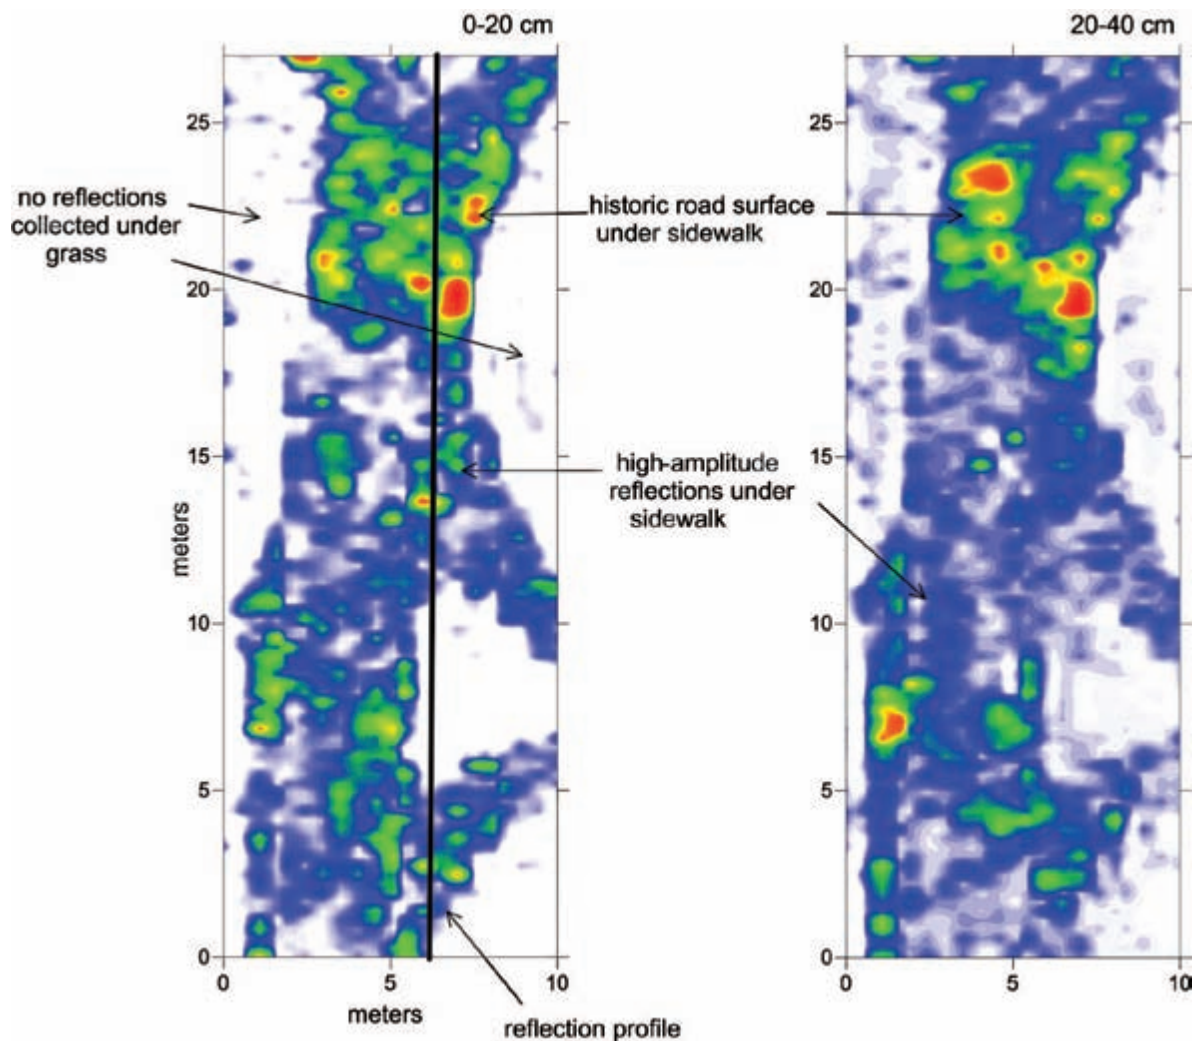 0-20 cm
20-40 cm
25
20
15
10
5
0
0
5
10
meters
meters
25
20
15
10
5
0
0
5
10
no reflections
collected under
grass
historic road surface
under sidewalk
high-amplitude
reflections under
sidewalk
reflection profile